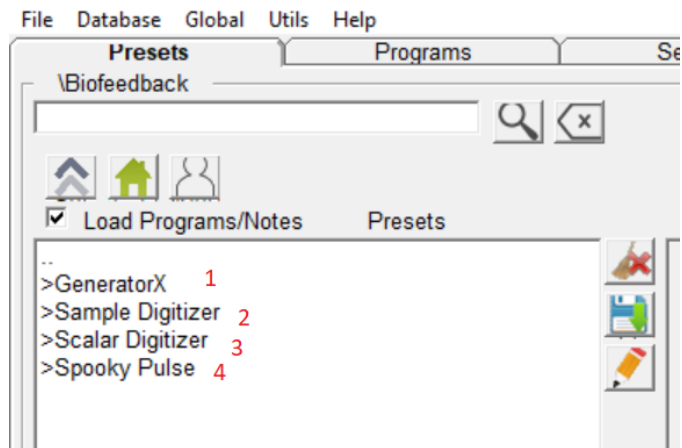 File Database Global Utils Help
Presets Programs Se
\Biofeedback
Load Programs/Notes Presets
..
>GeneratorX 1
>Sample Digitizer 2
>Scalar Digitizer 3
>Spooky Pulse 4